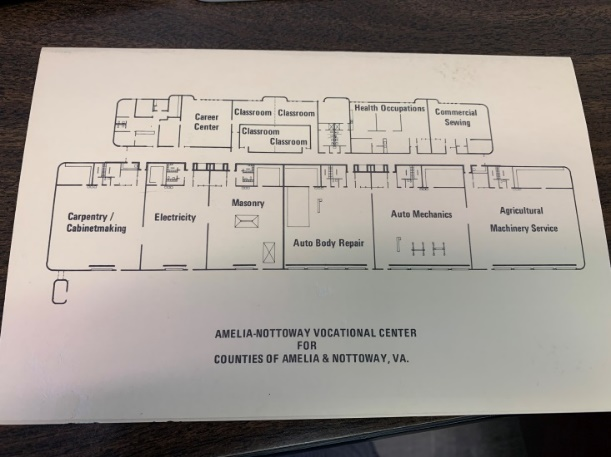 Career
Center
Classroom
Classroom
Classroom
Classroom
Health Occupations
Commercial
Sewing
Carpentry /
Cabinetmaking
Electricity
Masonry
Auto Body Repair
Auto Mechanics
Agricultural
Machinery Service
AMELIA-NOTTOWAY VOCATIONAL CENTER
FOR
COUNTIES OF AMELIA & NOTTOWAY, VA.